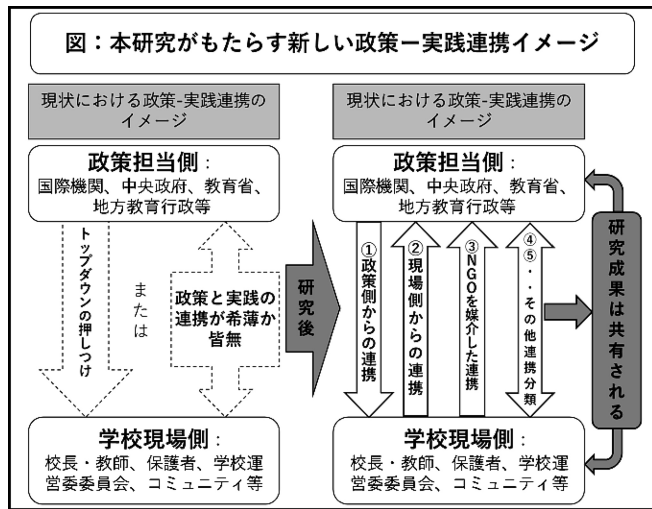 図：本研究がもたらす新しい政策ー実践連携イメージ
現状における政策-実践連携の
イメージ
政策担当側：
国際機関、中央政府、教育省、
地方教育行政等
トップダウンの押しつけ
または
政策と実践の
連携が希薄か
皆無
学校現場側：
校長・教師、保護者、学校運
営委委員会、コミュニティ等
研究後
現状における政策-実践連携の
イメージ
政策担当側：
国際機関、中央政府、教育省、
地方教育行政等
①政策側からの連携
②現場側からの連携
③NGOを媒介した連携
④⑤・・その他連携分類
学校現場側：
校長・教師、保護者、学校運
営委委員会、コミュニティ等
研究成果は共有される